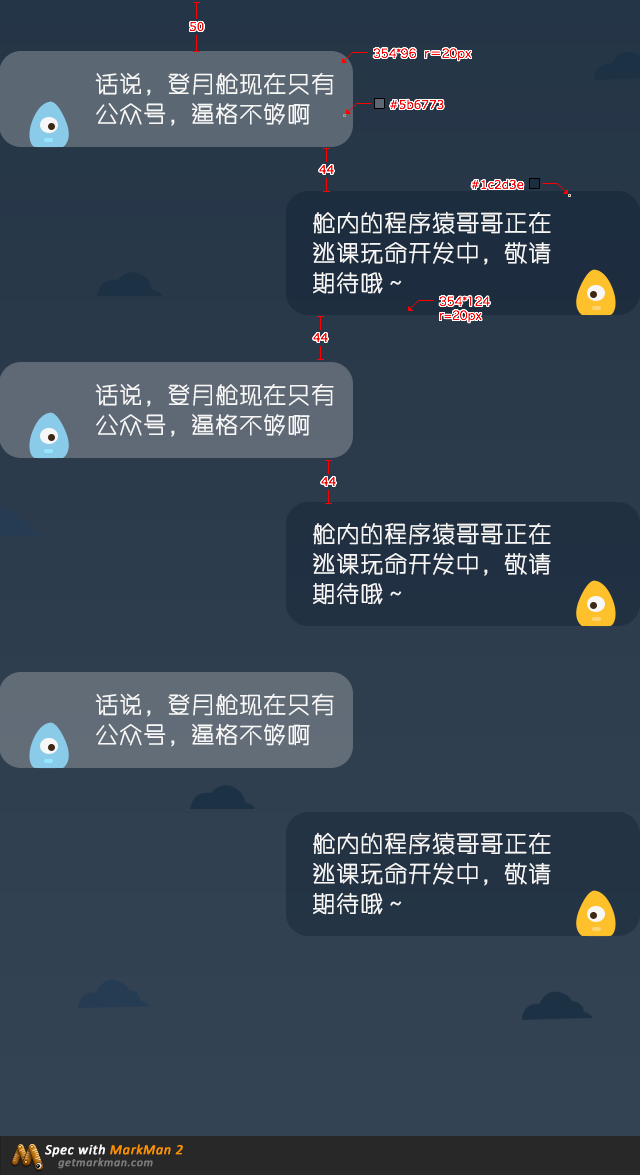 50
354*96 r=20px
话说，登月舱现在只有
公众号，逼格不够啊
#5b6773
44
#1c2d3e
舱内的程序猿哥哥正在
逃课玩命开发中，敬请
期待哦~
354*124
r=20px
44
话说，登月舱现在只有
公众号，逼格不够啊
44
舱内的程序猿哥哥正在
逃课玩命开发中，敬请
期待哦~
话说，登月舱现在只有
公众号，逼格不够啊
舱内的程序猿哥哥正在
逃课玩命开发中，敬请
期待哦~
Spec with MarkMan 2
getmarkman.com